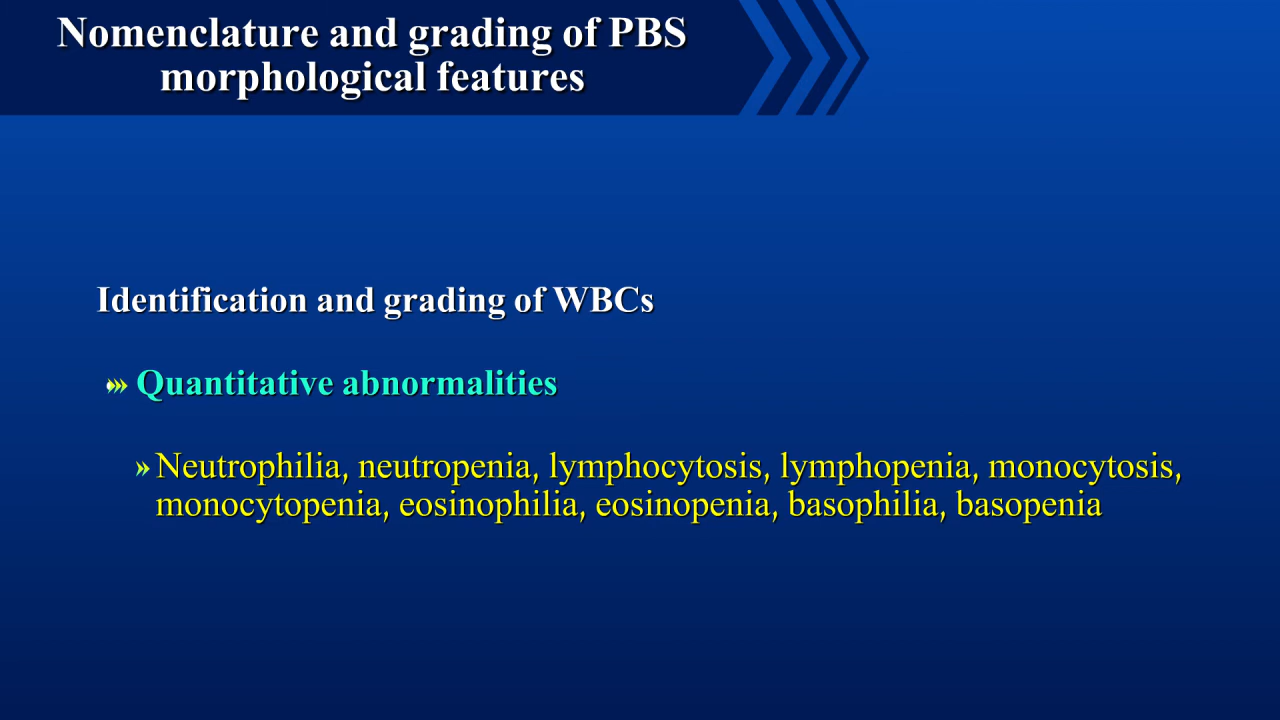 Nomenclature and grading of PBS
morphological features
Identification and grading of WBCs
Quantitative abnormalities
» Neutrophilia, neutropenia, lymphocytosis, lymphopenia, monocytosis,
monocytopenia, eosinophilia, eosinopenia, basophilia, basopenia